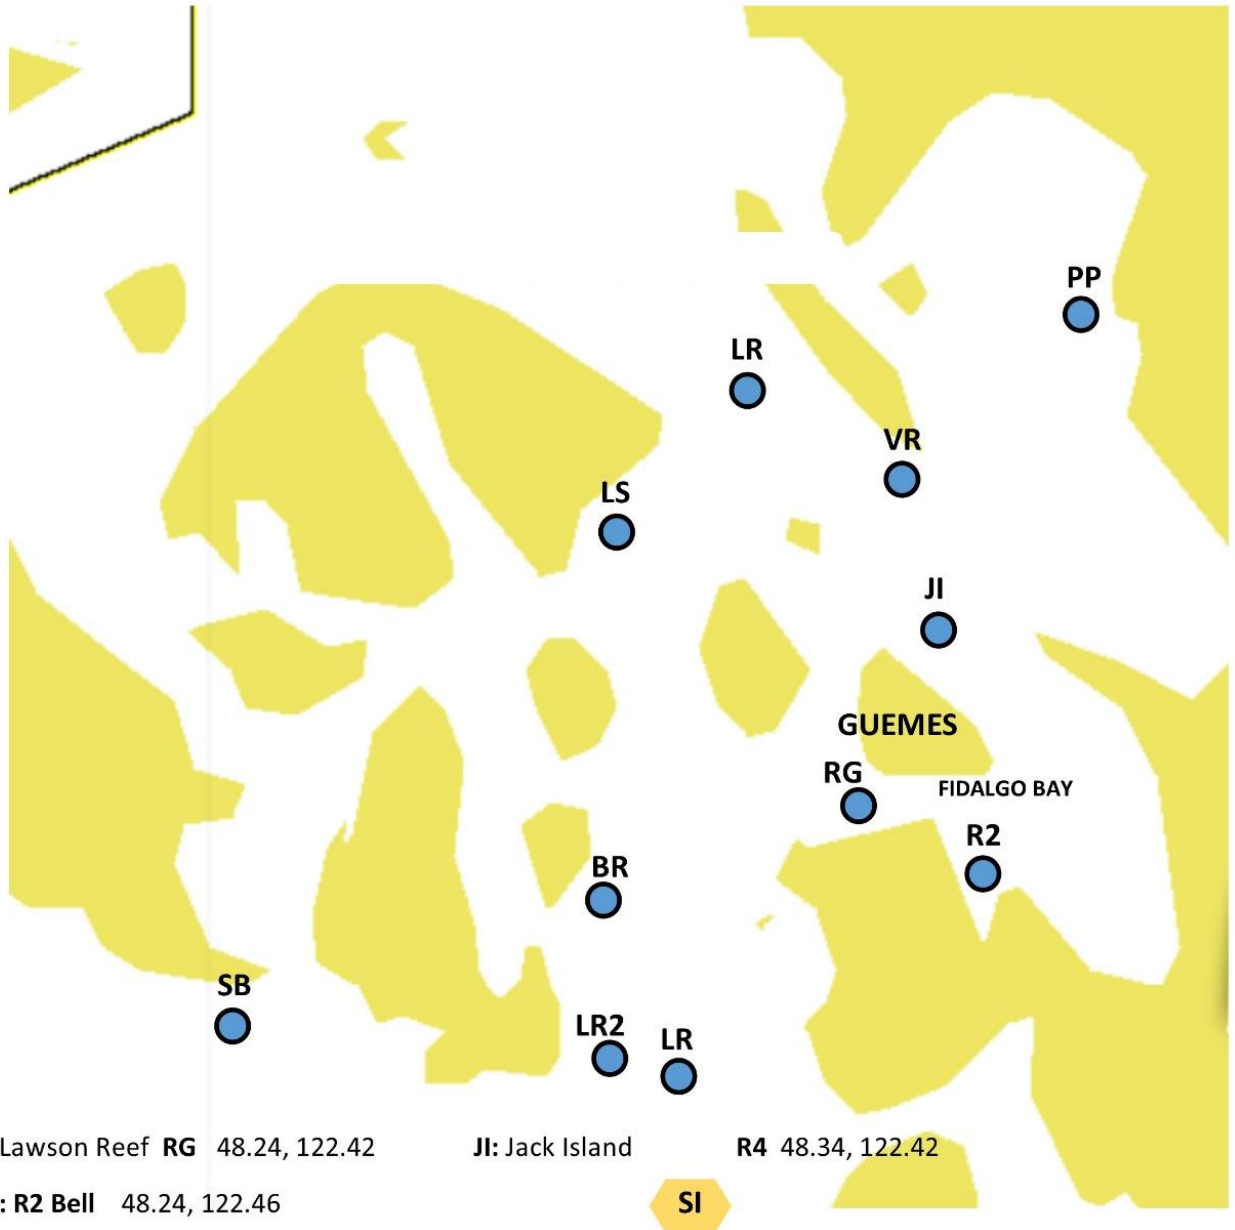 PP
LR
VR
LS
JI
GUEMES
RG
FIDALGO BAY
R2
BR
SB
LR2
LR
Lawson Reef RG 48.24, 122.42 JI: Jack Island R4 48.34, 122.42
: R2 Bell 48.24, 122.46
SI